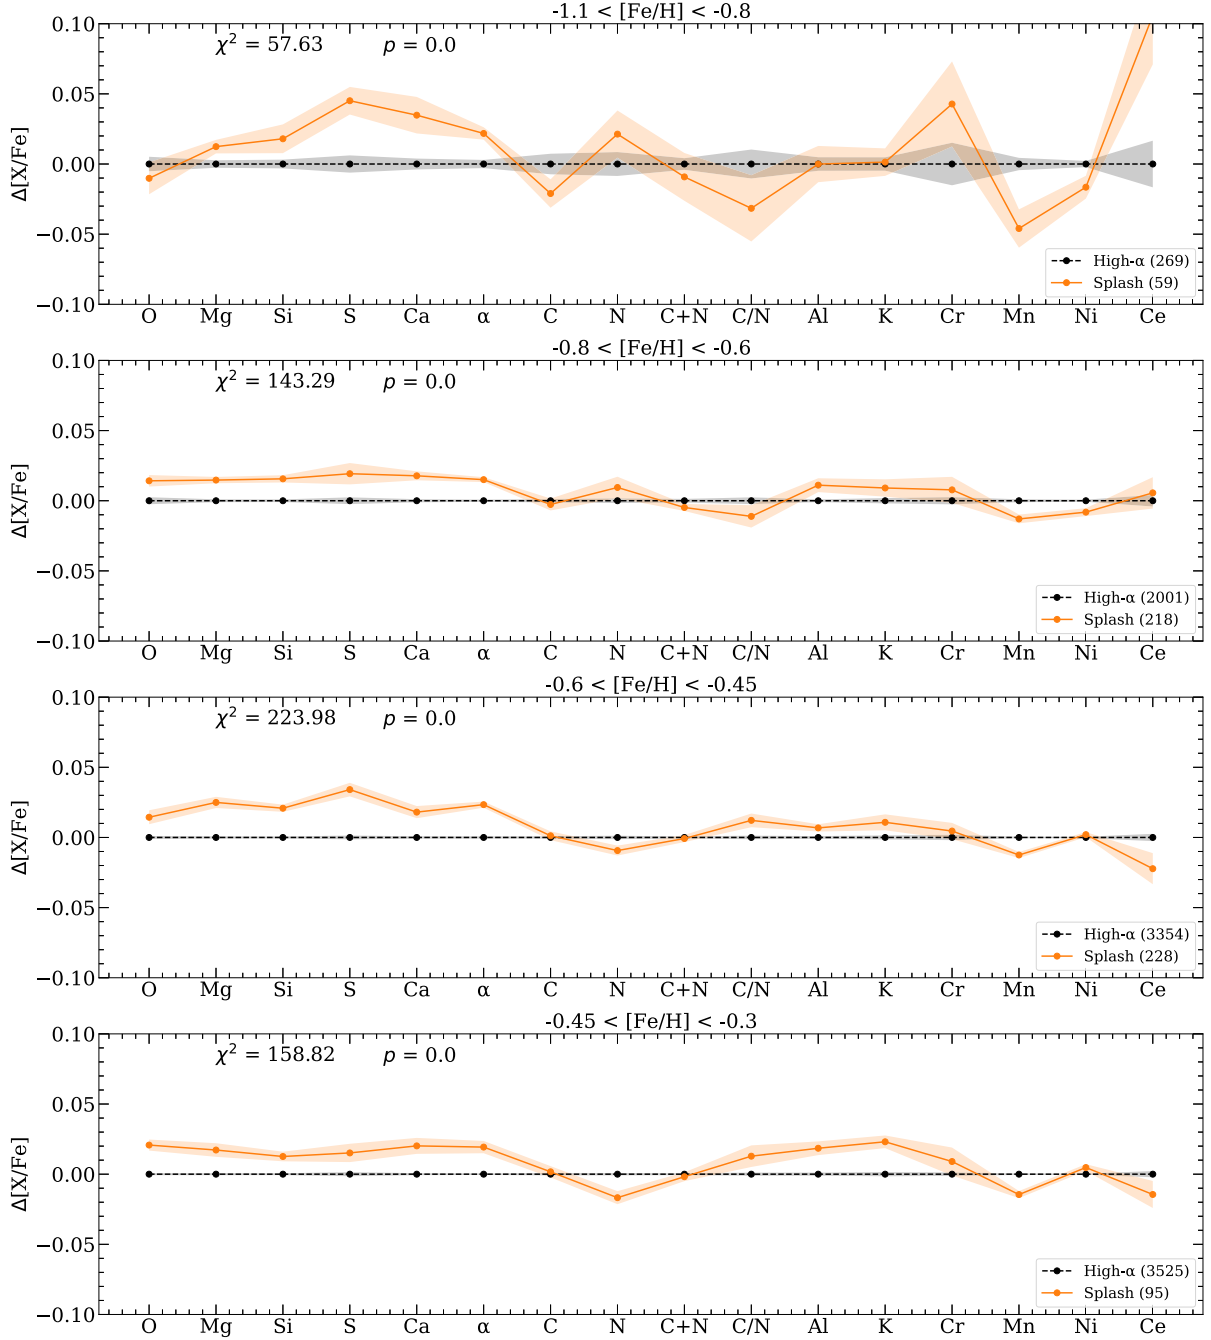 -1.1 < [Fe/H] < -0.8
χ² = 57.63 p = 0.0
0.10
0.05
0.00
−0.05
−0.10
Δ[X/Fe]
High-α (269)
Splash (59)
O Mg Si S Ca α C N C+N C/N Al K Cr Mn Ni Ce
-0.8 < [Fe/H] < -0.6
χ² = 143.29 p = 0.0
0.10
0.05
0.00
−0.05
−0.10
Δ[X/Fe]
High-α (2001)
Splash (218)
O Mg Si S Ca α C N C+N C/N Al K Cr Mn Ni Ce
-0.6 < [Fe/H] < -0.45
χ² = 223.98 p = 0.0
0.10
0.05
0.00
−0.05
−0.10
Δ[X/Fe]
High-α (3354)
Splash (228)
O Mg Si S Ca α C N C+N C/N Al K Cr Mn Ni Ce
-0.45 < [Fe/H] < -0.3
χ² = 158.82 p = 0.0
0.10
0.05
0.00
−0.05
−0.10
Δ[X/Fe]
High-α (3525)
Splash (95)
O Mg Si S Ca α C N C+N C/N Al K Cr Mn Ni Ce